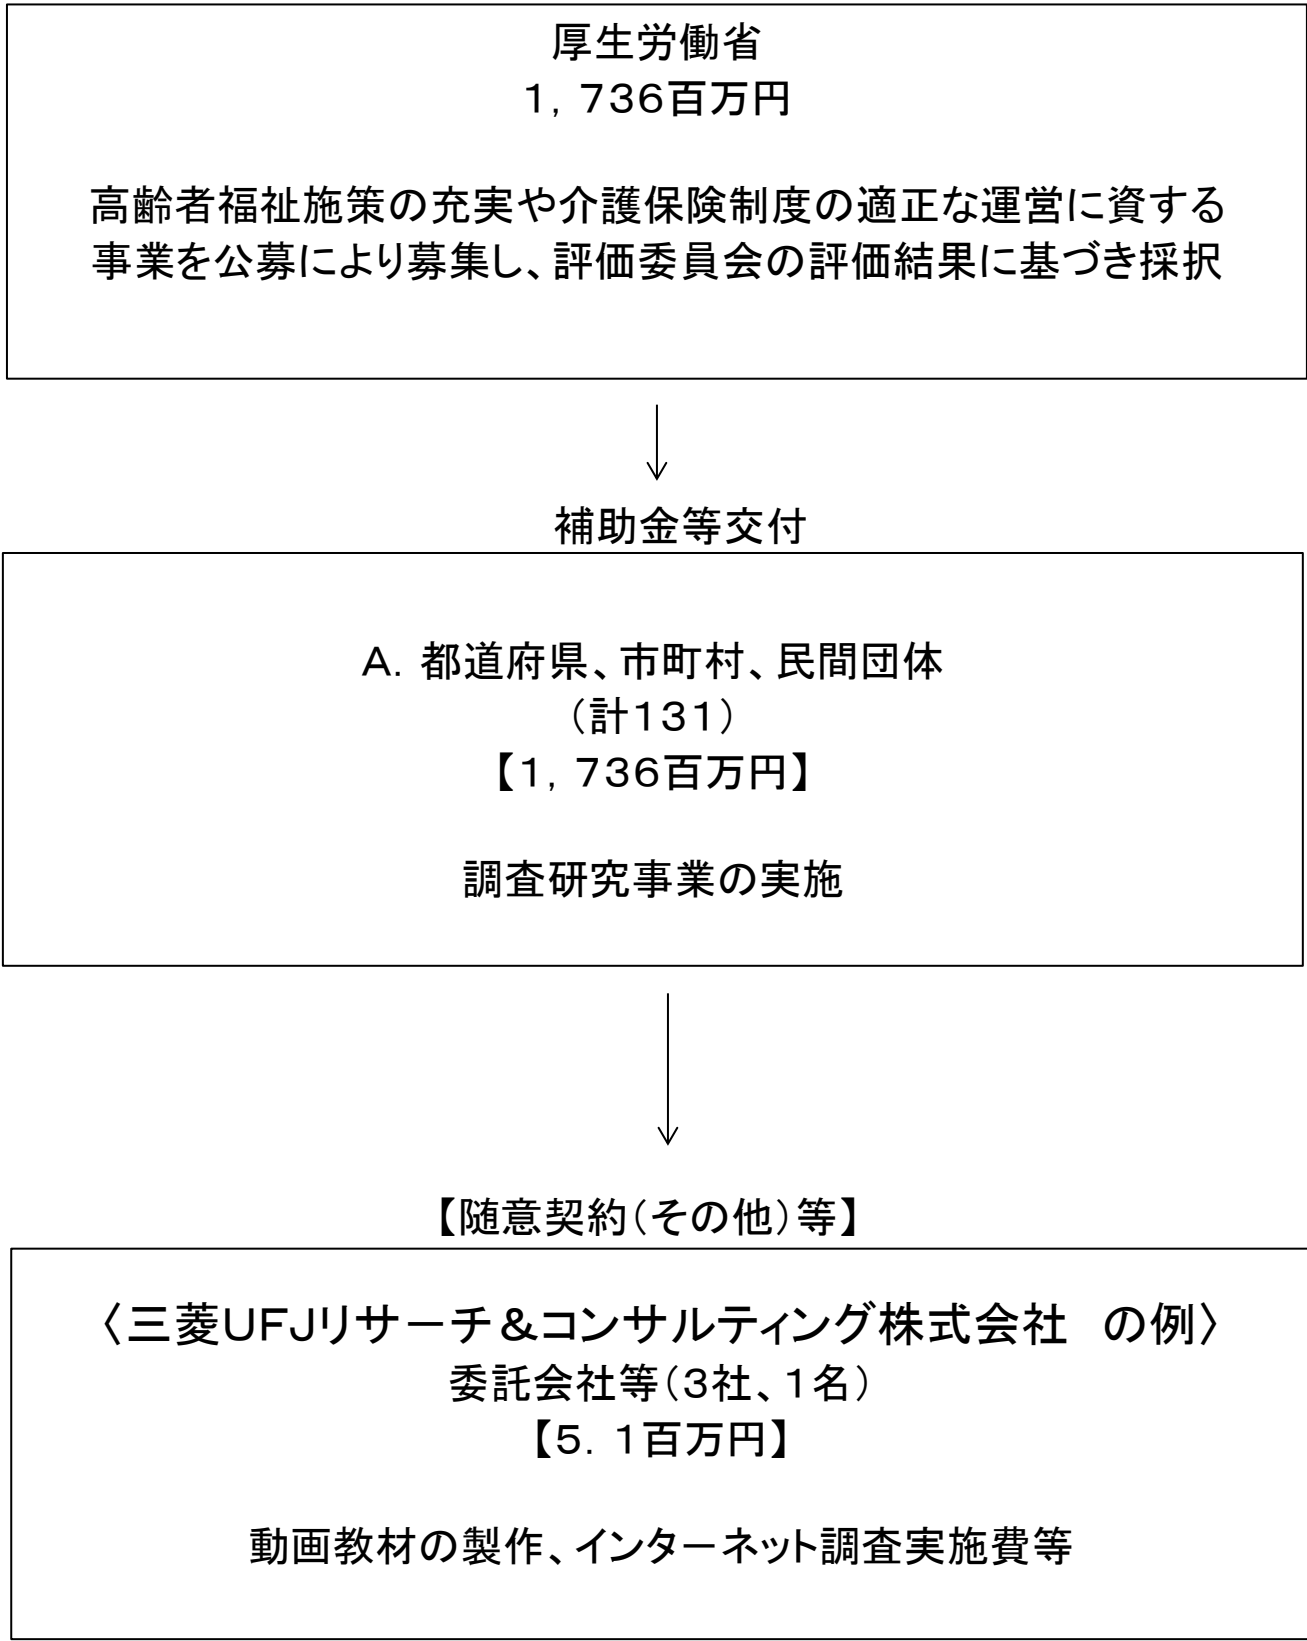 厚生労働省
１，７３６百万円
高齢者福祉施策の充実や介護保険制度の適正な運営に資する
事業を公募により募集し、評価委員会の評価結果に基づき採択
補助金等交付
Ａ．都道府県、市町村、民間団体
（計１３１）
【１，７３６百万円】
調査研究事業の実施
【随意契約（その他）等】
〈三菱ＵＦＪリサーチ＆コンサルティング株式会社　の例〉
委託会社等（３社、１名）
【５．１百万円】
動画教材の製作、インターネット調査実施費等